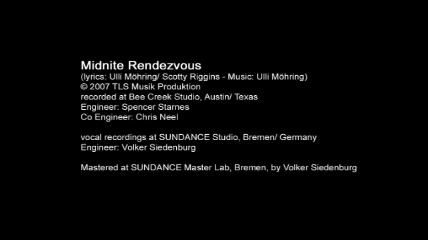 Midnite Rendezvous
(lyrics: Ulli Möhring/ Scotty Riggins - Music: Ulli Möhring)
© 2007 TLS Musik Produktion
recorded at Bee Creek Studio, Austin/ Texas
Engineer: Spencer Starnes
Co Engineer: Chris Neel
vocal recordings at SUNDANCE Studio, Bremen/ Germany
Engineer: Volker Siedenburg
Mastered at SUNDANCE Master Lab, Bremen, by Volker Siedenburg